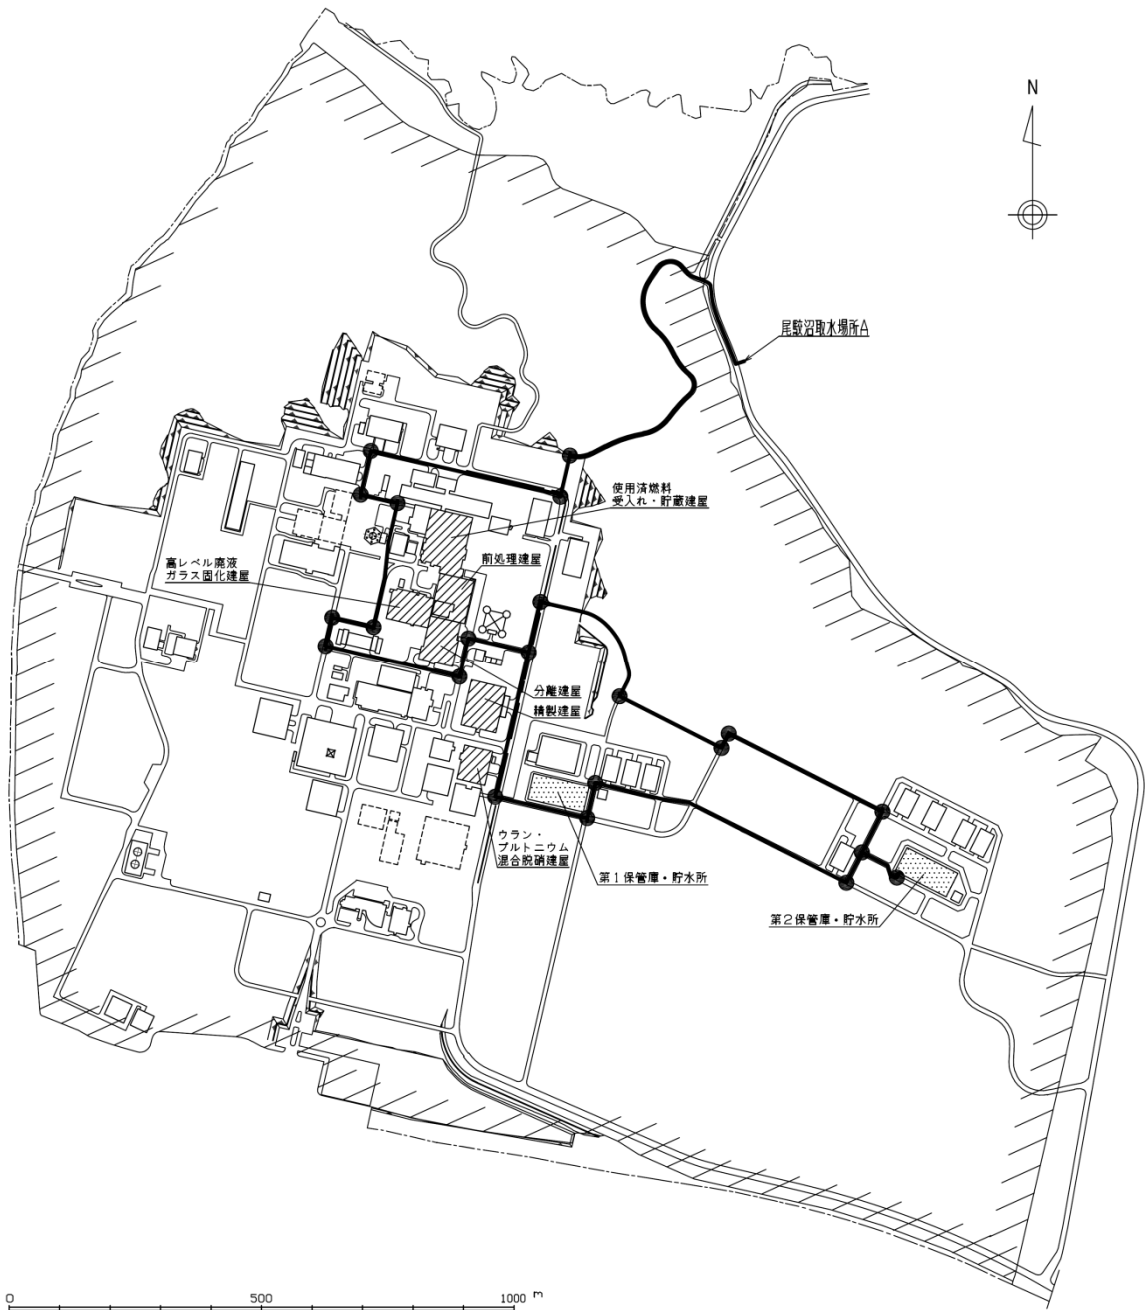 N
尾駮沼取水場所A
使用済燃料
受入れ・貯蔵建屋
前処理建屋
高レベル廃液
ガラス固化建屋
分離建屋
精製建屋
ウラン・
プルトニウム
混合脱硝建屋
第1保管庫・貯水所
第2保管庫・貯水所
0 500 1000 m